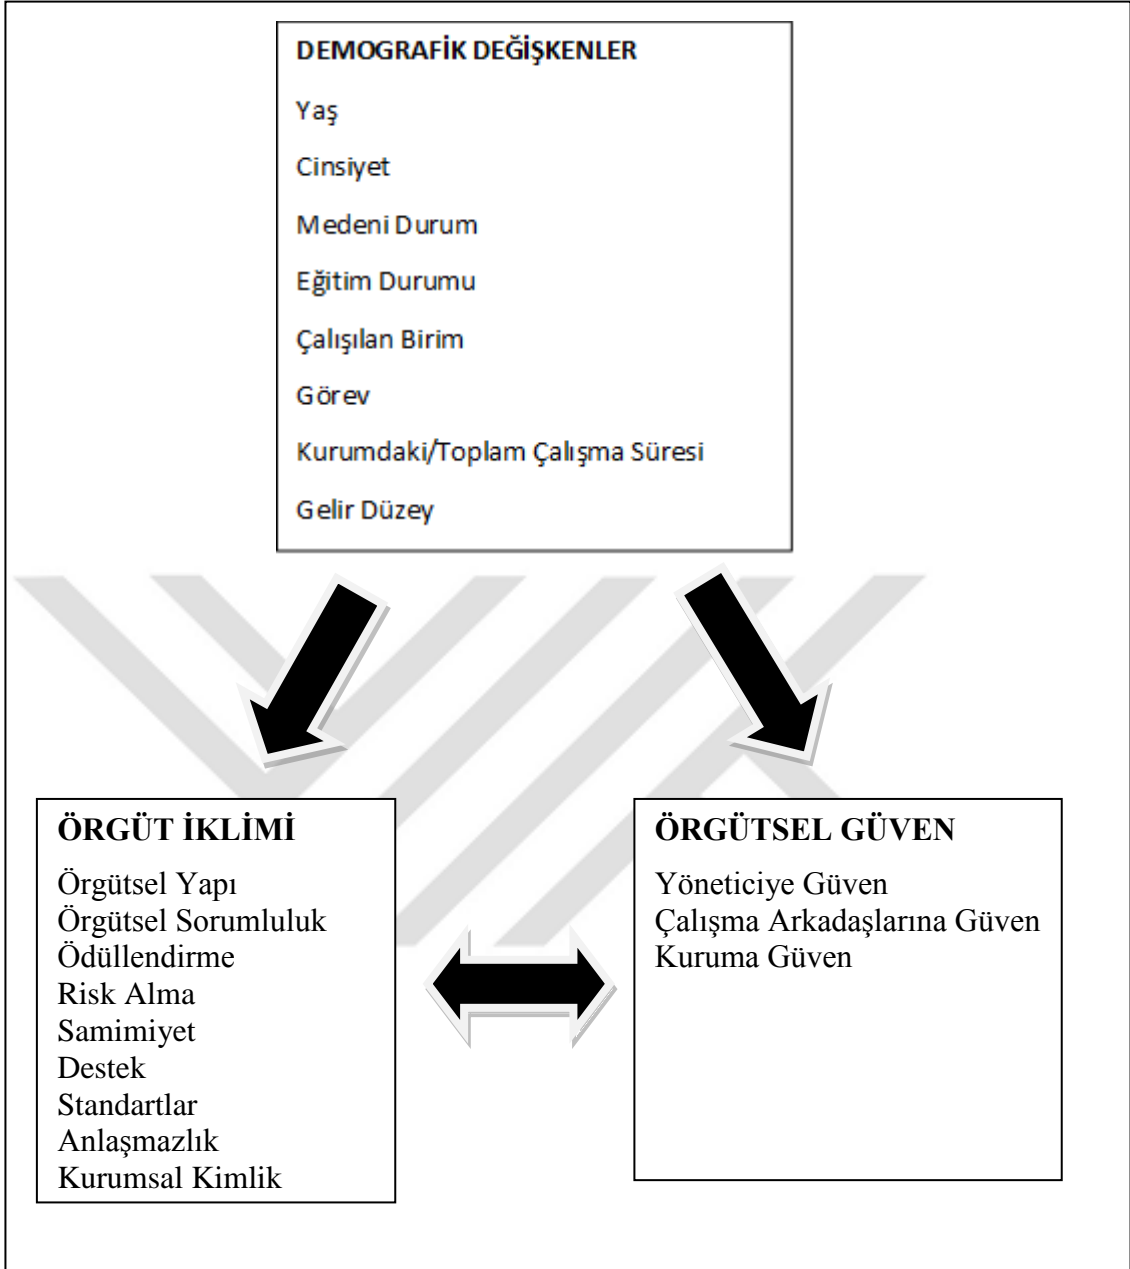 DEMOGRAFİK DEĞİŞKENLER
Yaş
Cinsiyet
Medeni Durum
Eğitim Durumu
Çalışılan Birim
Görev
Kurumdaki/Toplam Çalışma Süresi
Gelir Düzey
ÖRGÜT İKLİMİ
Örgütsel Yapı
Örgütsel Sorumluluk
Ödüllendirme
Risk Alma
Samimiyet
Destek
Standartlar
Anlaşmazlık
Kurumsal Kimlik
ÖRGÜTSEL GÜVEN
Yöneticiye Güven
Çalışma Arkadaşlarına Güven
Kuruma Güven